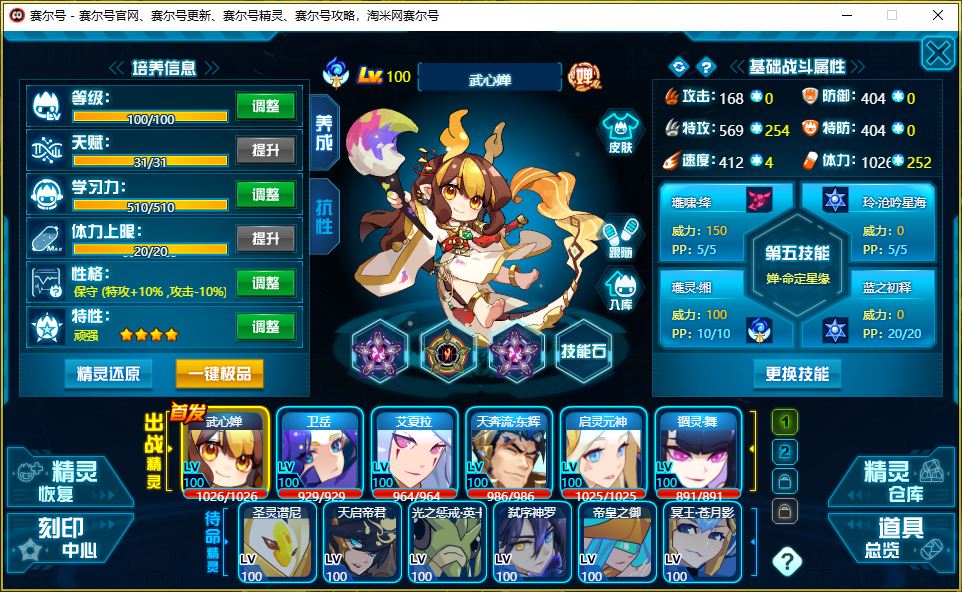 赛尔号 - 赛尔号官网、赛尔号更新、赛尔号精灵、赛尔号攻略，淘米网赛尔号
培养信息
等级：
100/100
调整
天赋：
31/31
提升
学习力：
510/510
调整
体力上限：
20/20
提升
性格：
保守 (特攻+10% ,攻击-10%)
调整
特性：
顽强
调整
精灵还原
一键极品
养成
抗性
Lv. 100
武心婵
婵
皮肤
跟随
入库
技能石
基础战斗属性
攻击： 168 0
防御： 404 0
特攻： 569 254
特防： 404 0
速度： 412 4
体力： 1026 252
璀啸·绛
威力： 150
PP： 5/5
玲·沧吟星海
威力： 0
PP： 5/5
第五技能
婵·命定星缘
璀灵·缃
威力： 100
PP： 10/10
蓝之初释
威力： 0
PP： 20/20
更换技能
出战精灵
首发
武心婵
LV 100
1026/1026
卫岳
LV 100
929/929
艾夏拉
LV 100
964/964
天奔流·东辉
LV 100
986/986
启灵元神
LV 100
1025/1025
铟灵·舞
LV 100
891/891
1
2
待命精灵
圣灵谱尼
LV 100
天启帝君
LV 100
光之惩戒·英卡
LV 100
弑序神罗
LV 100
帝皇之御
LV 100
冥王·苍月影
LV 100
精灵
恢复
刻印
中心
精灵
仓库
道具
总览